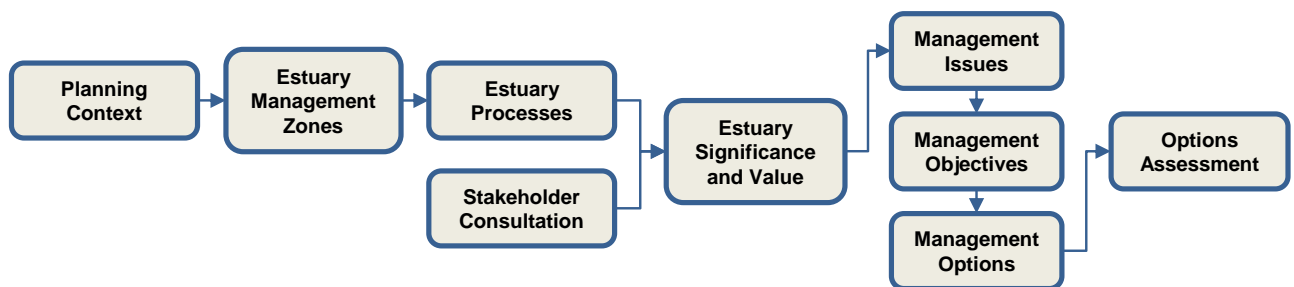 Planning
Context
Estuary
Management
Zones
Estuary
Processes
Stakeholder
Consultation
Estuary
Significance
and Value
Management
Issues
Management
Objectives
Management
Options
Options
Assessment